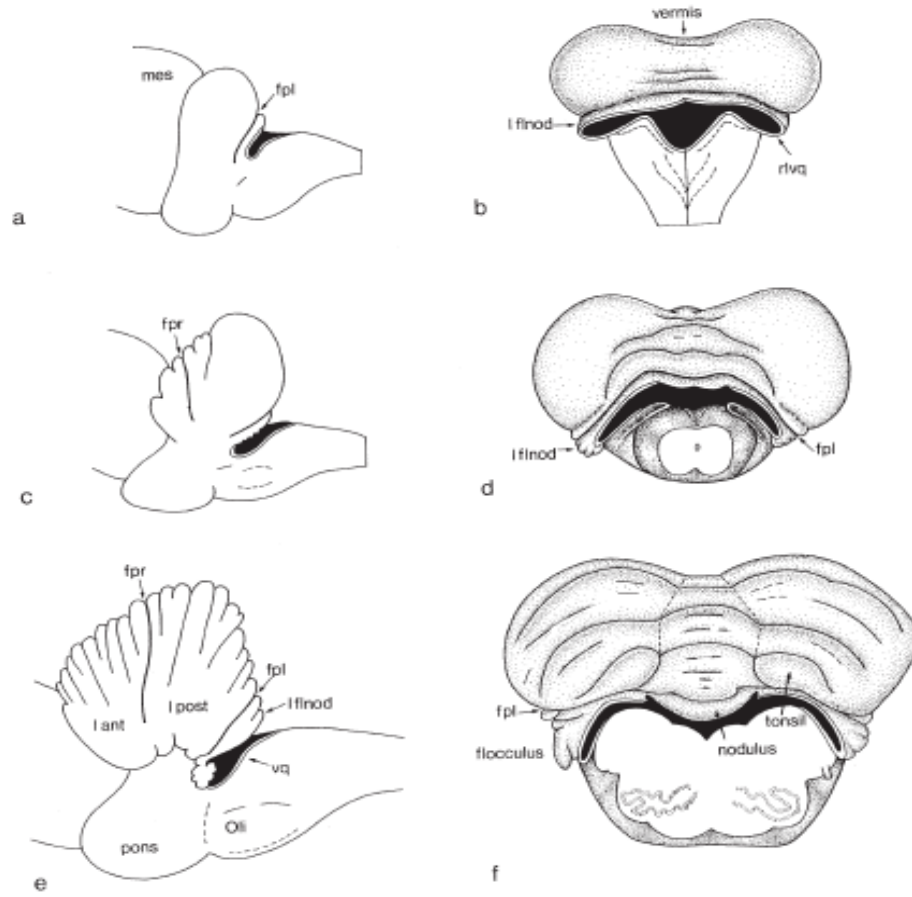 mes
fpl
a
vermis
l flnod
rlvq
b
fpr
c
l flnod
fpl
d
fpr
fpl
l flnod
l ant
l post
vq
Oli
pons
e
fpl
tonsil
flocculus
nodulus
f